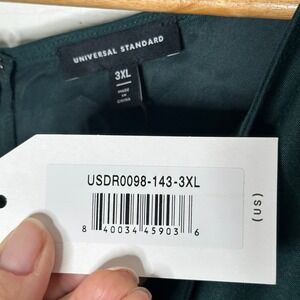 UNIVERSAL STANDARD
3XL
MADE
IN
CHINA
USDR0098-143-3XL
8 40034 45903 6
(US)